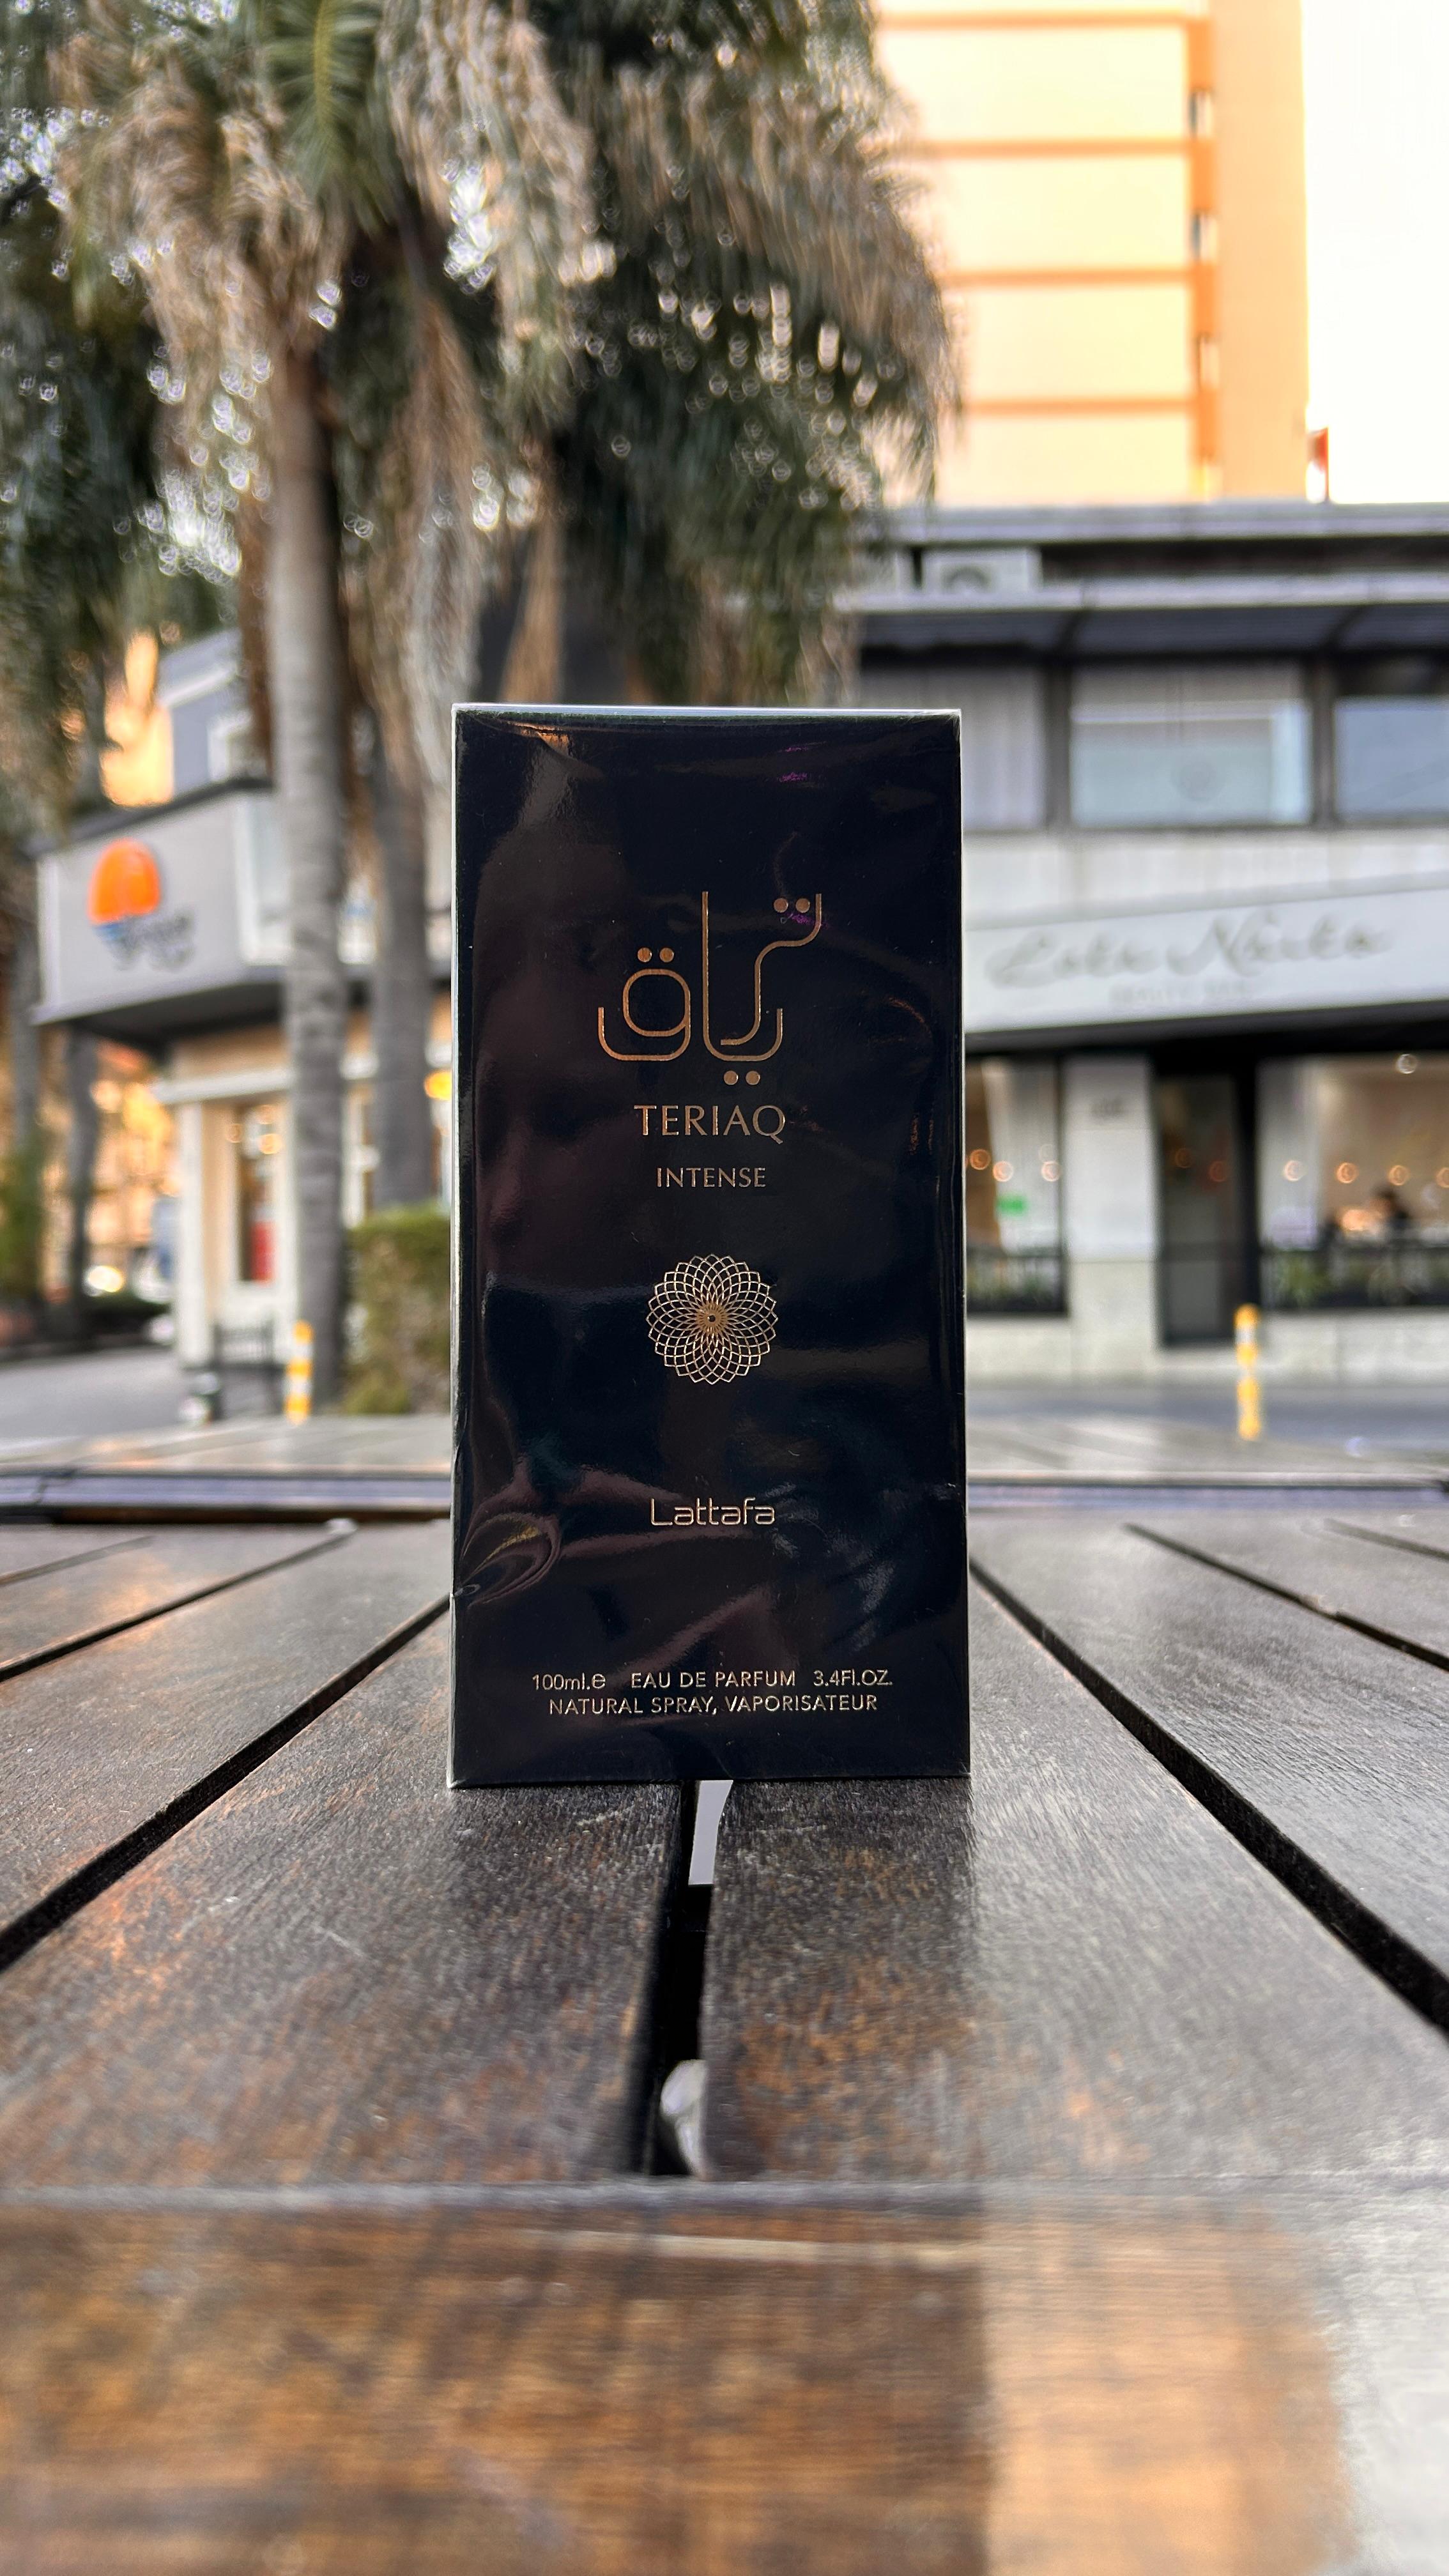 ترياق
TERIAQ
INTENSE
Lattafa
100ml.e EAU DE PARFUM 3.4Fl.OZ.
NATURAL SPRAY, VAPORISATEUR